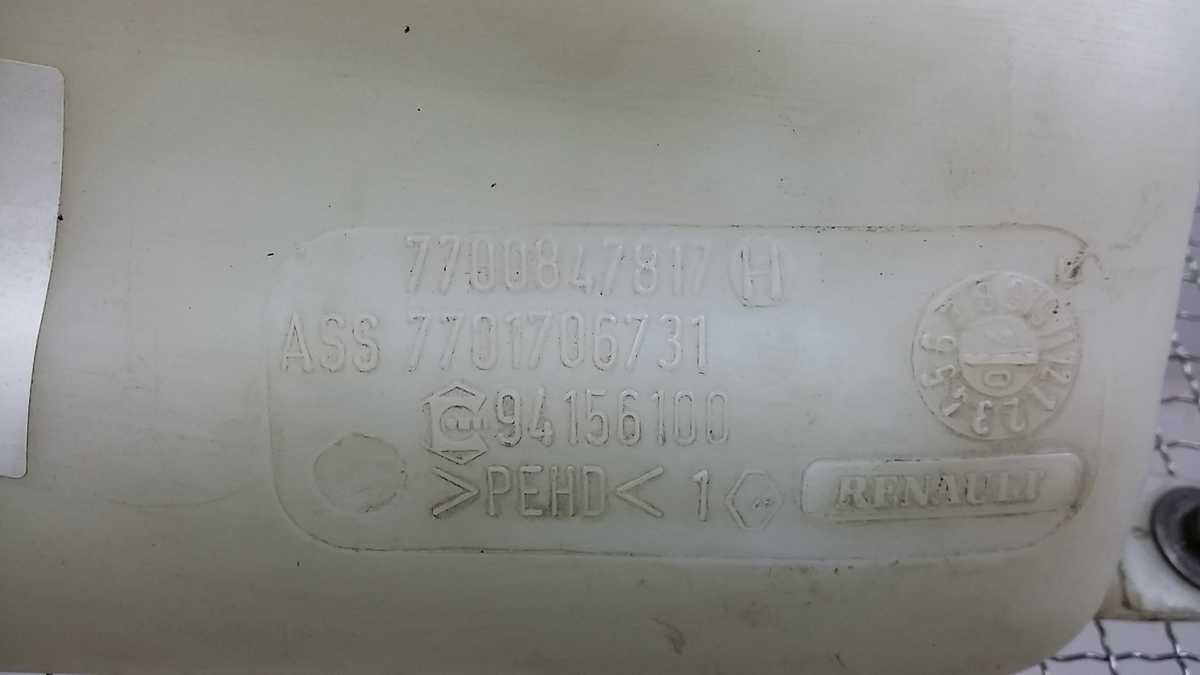 7700847817 H
ASS 7701706731
@ 94156100
>PEHD< 1
RENAULT